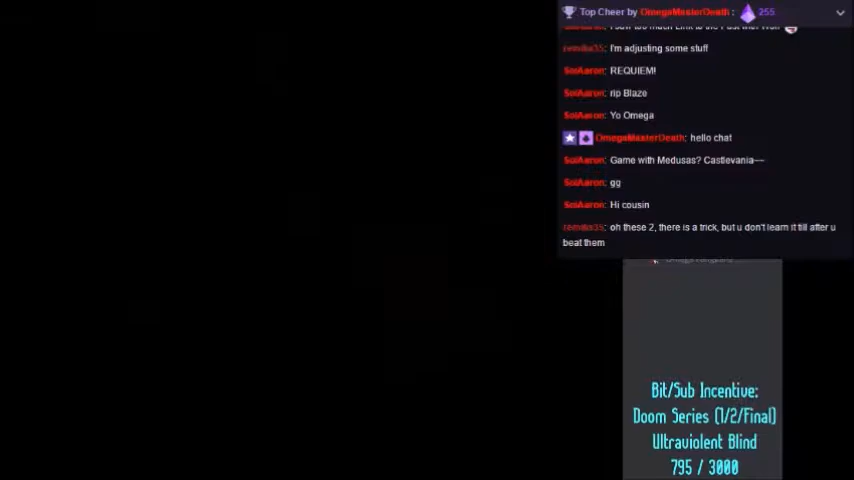 Top Cheer by OmegaMasterDeath : 255
remilia35: I'm adjusting some stuff
SolAaron: REQUIEM!
SolAaron: rip Blaze
SolAaron: Yo Omega
OmegaMasterDeath: hello chat
SolAaron: Game with Medusas? Castlevania—
SolAaron: gg
SolAaron: Hi cousin
remilia35: oh these 2, there is a trick, but u don't learn it till after u
beat them
Bit/Sub Incentive:
Doom Series (1/2/Final)
Ultraviolent Blind
795 / 3000